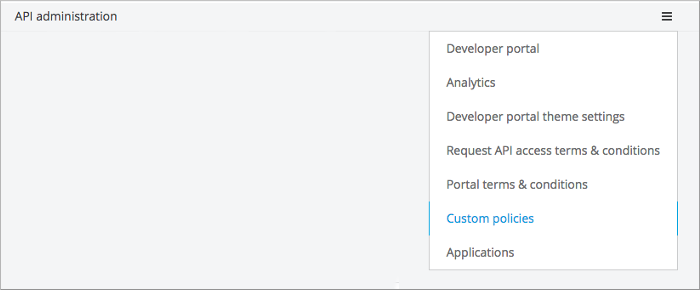 API administration
Developer portal
Analytics
Developer portal theme settings
Request API access terms & conditions
Portal terms & conditions
Custom policies
Applications